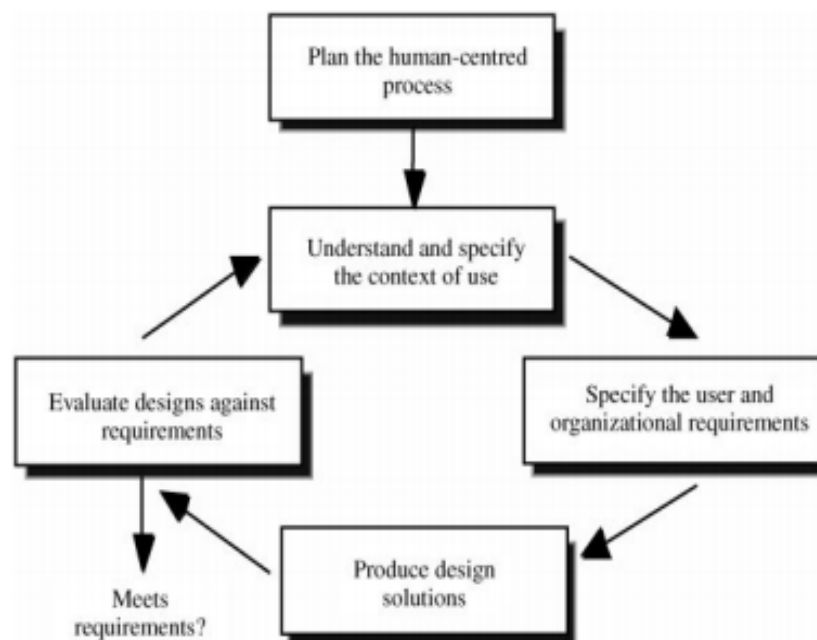 Plan the human-centred
process
Understand and specify
the context of use
Specify the user and
organizational requirements
Produce design
solutions
Evaluate designs against
requirements
Meets
requirements?